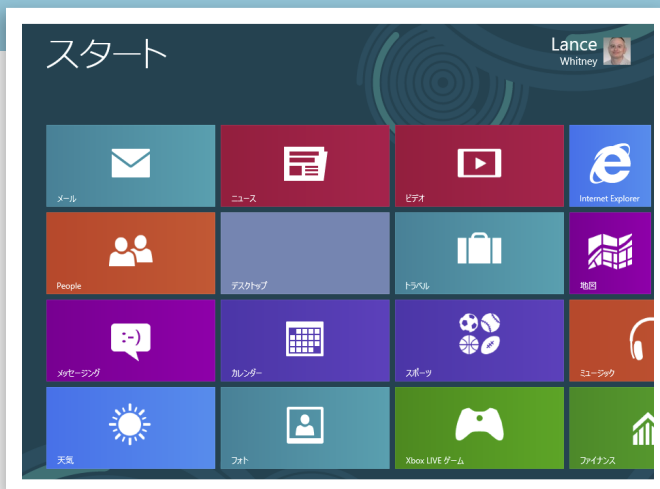 スタート
Lance
Whitney
メール
ニュース
ビデオ
Internet Explorer
People
デスクトップ
トラベル
地図
:-)
メッセージング
カレンダー
スポーツ
ミュージック
天気
フォト
Xbox LIVE ゲーム
ファイナンス